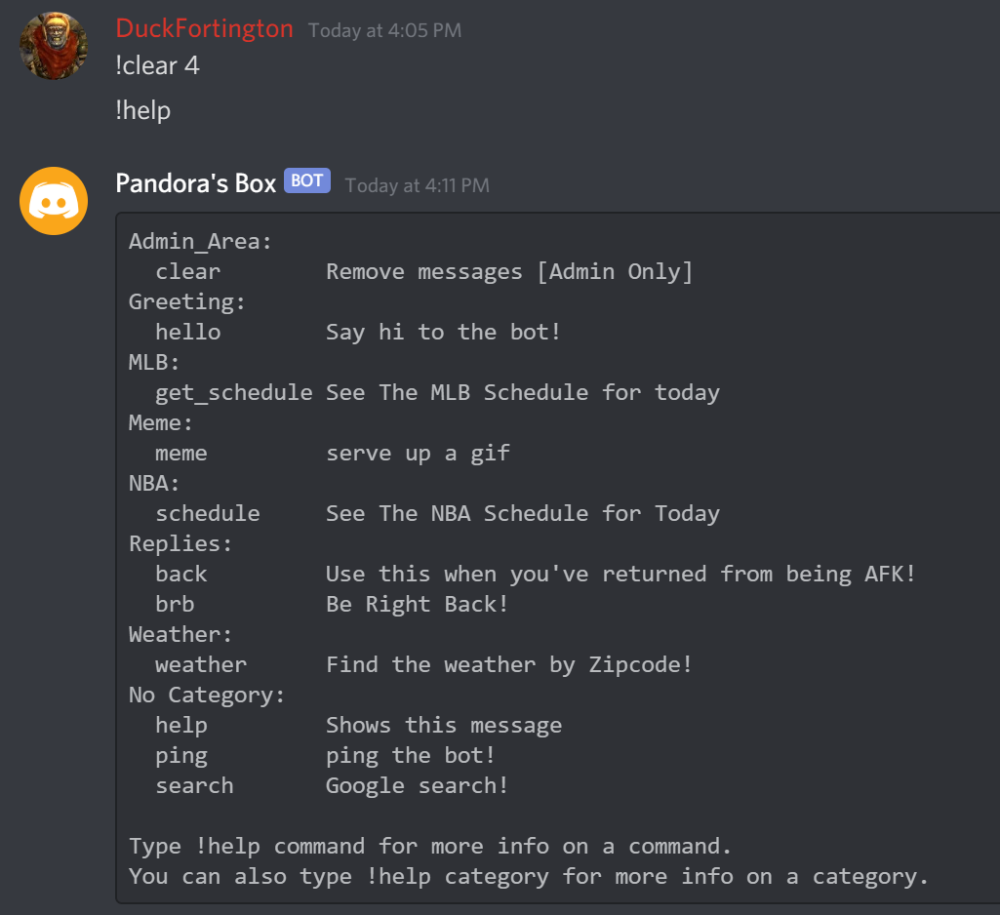 DuckFortington Today at 4:05 PM
!clear 4
!help
Pandora's Box BOT Today at 4:11 PM
Admin_Area:
  clear        Remove messages [Admin Only]
Greeting:
  hello        Say hi to the bot!
MLB:
  get_schedule See The MLB Schedule for today
Meme:
  meme         serve up a gif
NBA:
  schedule     See The NBA Schedule for Today
Replies:
  back         Use this when you've returned from being AFK!
  brb          Be Right Back!
Weather:
  weather      Find the weather by Zipcode!
No Category:
  help         Shows this message
  ping         ping the bot!
  search       Google search!

Type !help command for more info on a command.
You can also type !help category for more info on a category.